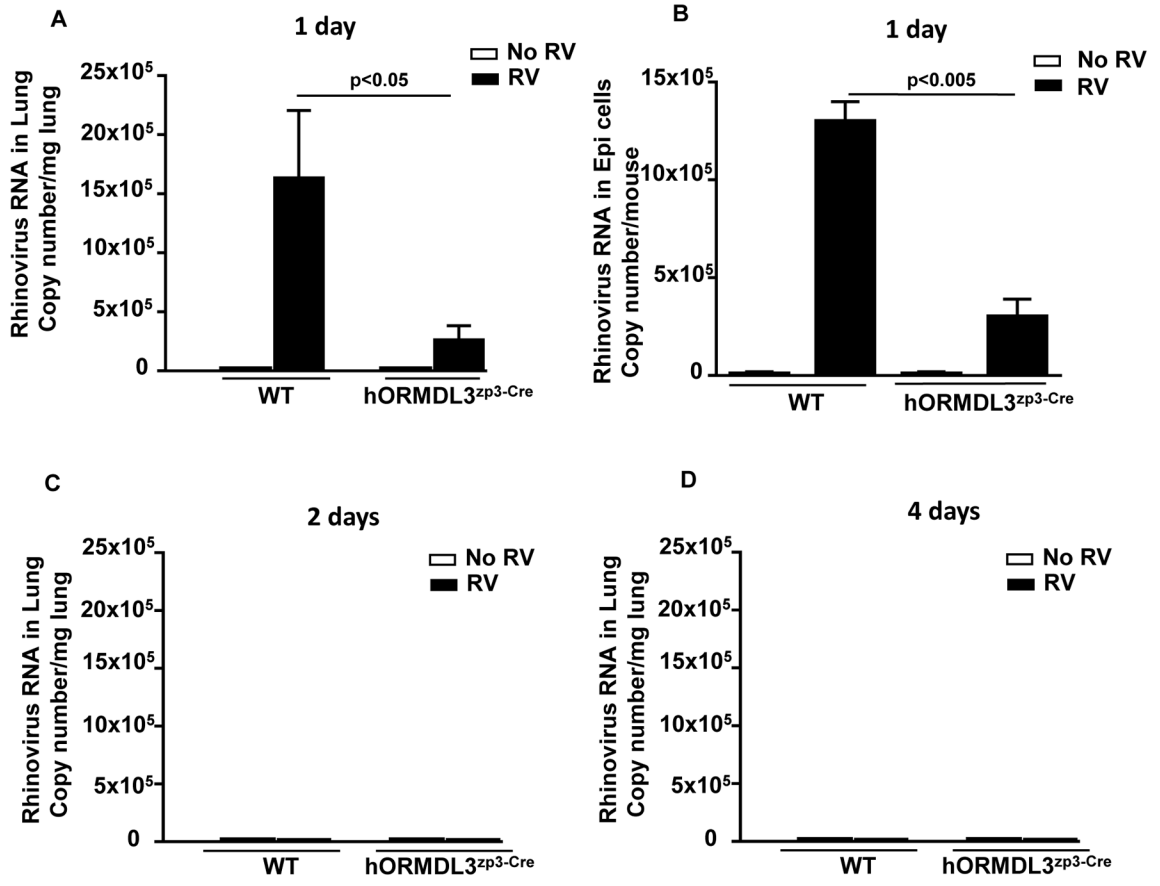 A
1 day
No RV
RV
p<0.05
Rhinovirus RNA in Lung
Copy number/mg lung
25x10⁵
20x10⁵
15x10⁵
10x10⁵
5x10⁵
0
WT
hORMDL3zp3-Cre
B
1 day
No RV
RV
p<0.005
Rhinovirus RNA in Epi cells
Copy number/mouse
15x10⁵
10x10⁵
5x10⁵
0
WT
hORMDL3zp3-Cre
C
2 days
No RV
RV
Rhinovirus RNA in Lung
Copy number/mg lung
25x10⁵
20x10⁵
15x10⁵
10x10⁵
5x10⁵
0
WT
hORMDL3zp3-Cre
D
4 days
No RV
RV
Rhinovirus RNA in Lung
Copy number/mg lung
25x10⁵
20x10⁵
15x10⁵
10x10⁵
5x10⁵
0
WT
hORMDL3zp3-Cre